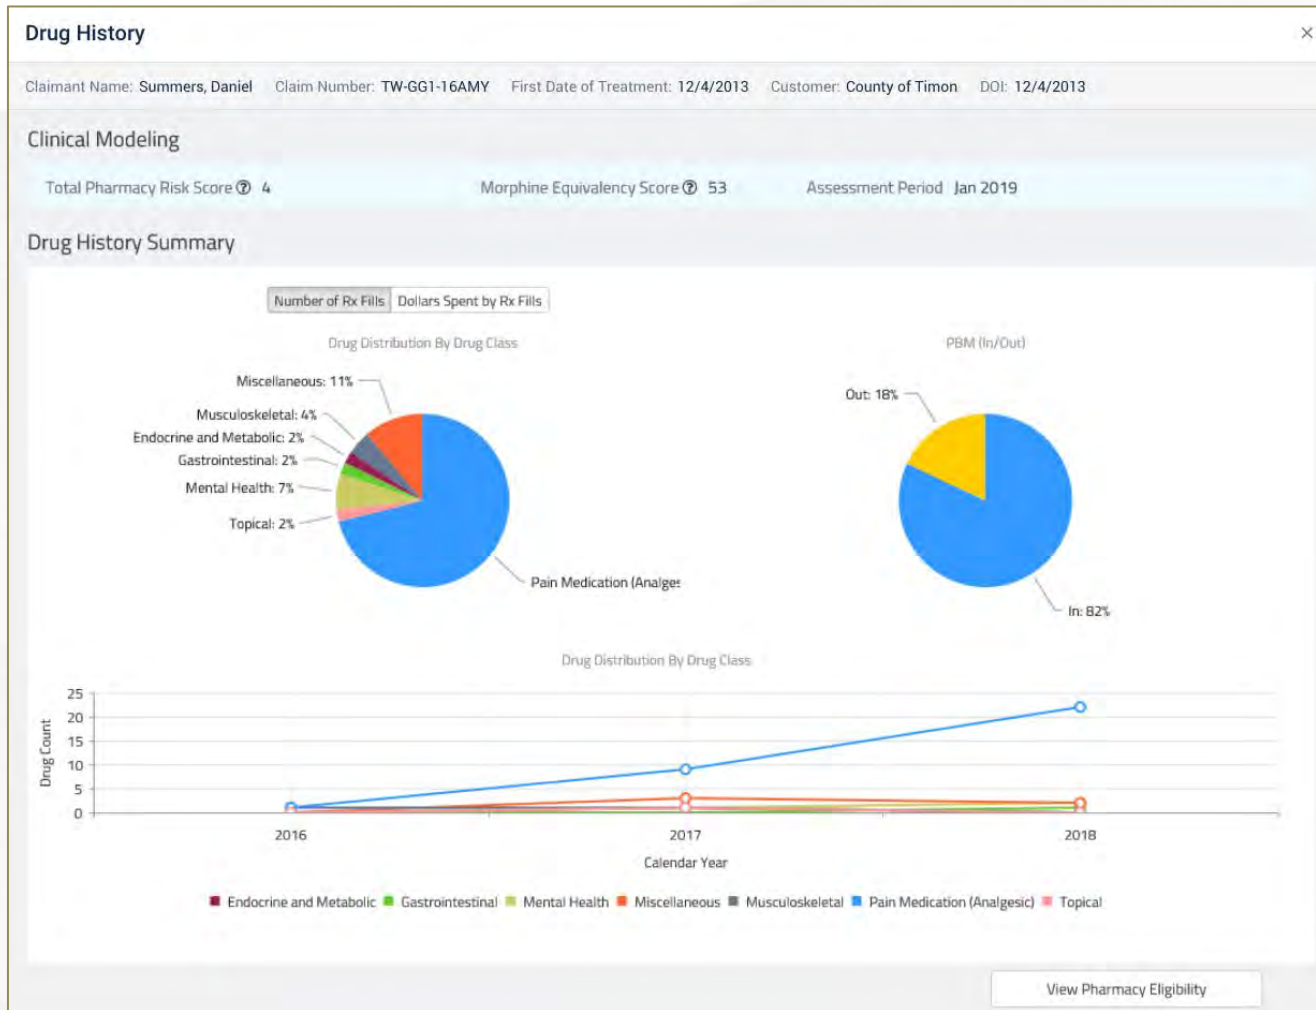 Drug History ×
Claimant Name: Summers, Daniel Claim Number: TW-GG1-16AMY First Date of Treatment: 12/4/2013 Customer: County of Timon DOI: 12/4/2013
Clinical Modeling
Total Pharmacy Risk Score ? 4 Morphine Equivalency Score ? 53 Assessment Period Jan 2019
Drug History Summary
Number of Rx Fills Dollars Spent by Rx Fills
Drug Distribution By Drug Class
Miscellaneous: 11%
Musculoskeletal: 4%
Endocrine and Metabolic: 2%
Gastrointestinal: 2%
Mental Health: 7%
Topical: 2%
Pain Medication (Analges
PBM (In/Out)
Out: 18%
In: 82%
Drug Distribution By Drug Class
Drug Count
25
20
15
10
5
0
2016 2017 2018
Calendar Year
Endocrine and Metabolic Gastrointestinal Mental Health Miscellaneous Musculoskeletal Pain Medication (Analgesic) Topical
View Pharmacy Eligibility